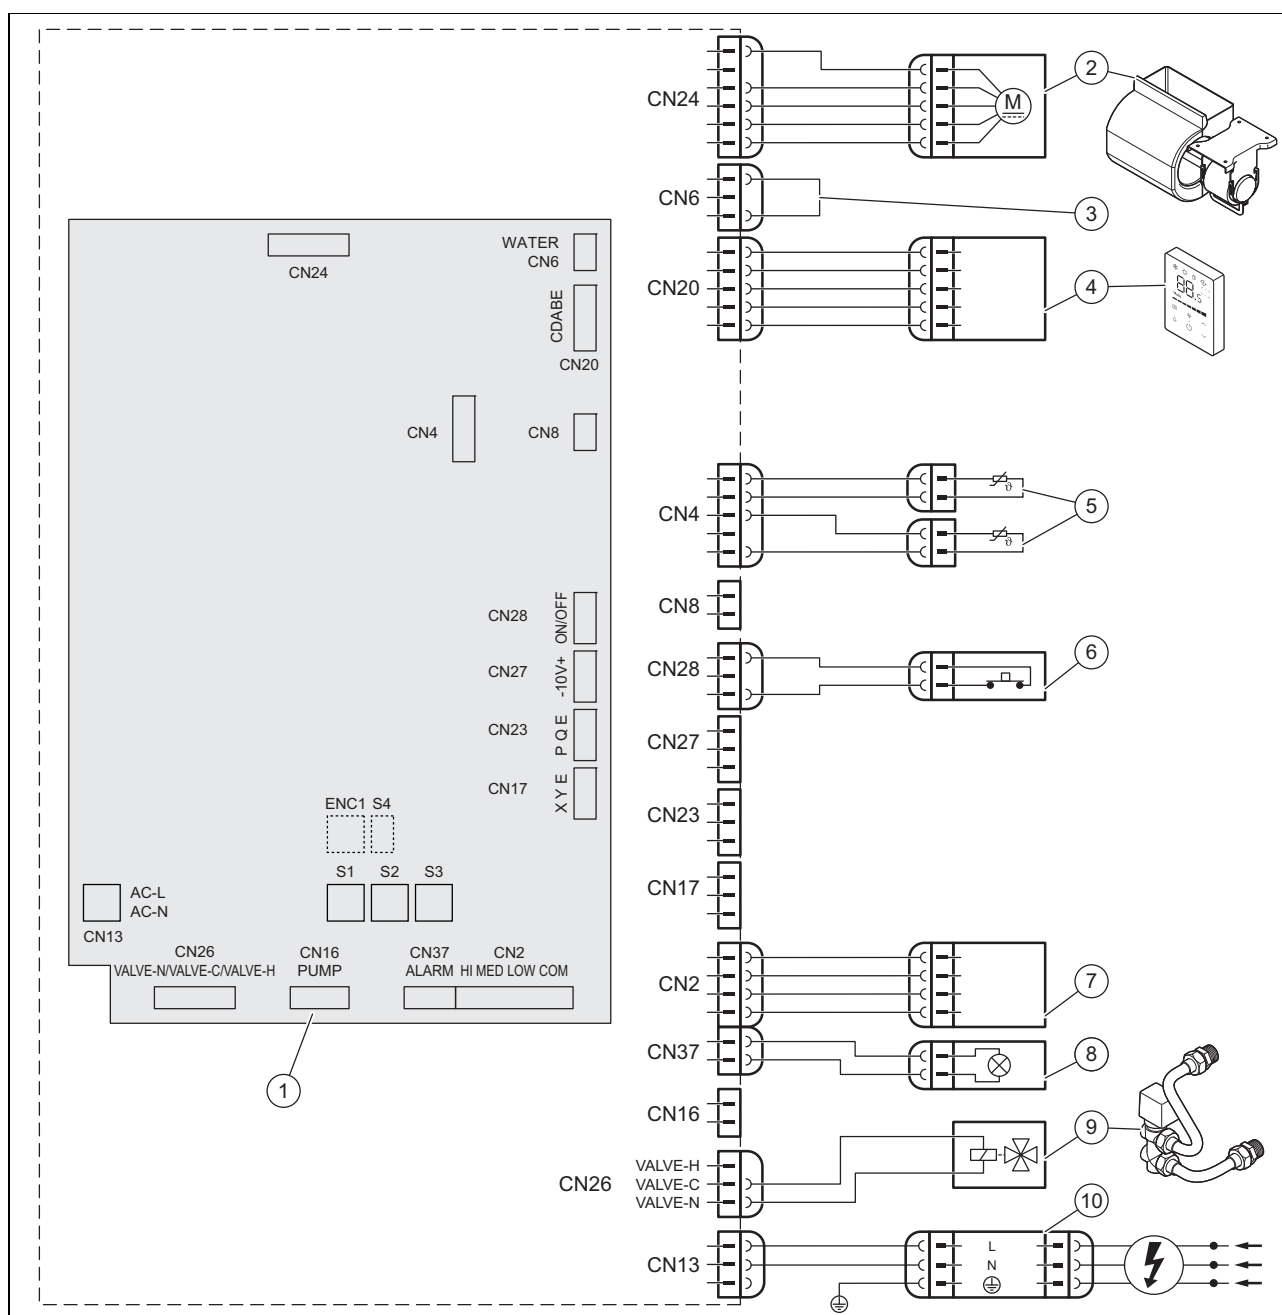 CN24
M
2
CN6
3
CN20
4
88.5
WATER
CN6
CN24
CDABE
CN20
CN4
CN8
CN4
ϑ
ϑ
5
CN8
CN28
ON/OFF
CN28
6
CN27
-10V+
CN27
CN23
P Q E
CN23
CN17
X Y E
CN17
ENC1 S4
S1 S2 S3
AC-L
AC-N
CN13
CN26
VALVE-N/VALVE-C/VALVE-H
CN16
PUMP
CN37
ALARM
CN2
HI MED LOW COM
1
CN2
7
CN37
8
CN16
CN26
VALVE-H
VALVE-C
VALVE-N
9
10
CN13
L
N